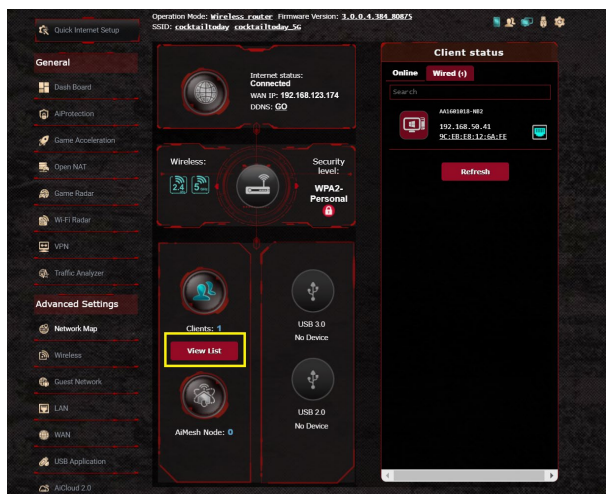 Quick Internet Setup
General
Dash Board
AiProtection
Game Acceleration
Open NAT
Game Radar
Wi-Fi Radar
VPN
Traffic Analyzer
Advanced Settings
Network Map
Wireless
Guest Network
LAN
WAN
USB Application
AiCloud 2.0
Operation Mode: Wireless router Firmware Version: 3.0.0.4.384_80875
SSID: cocktailtoday cocktailtoday_5G
Internet status:
Connected
WAN IP: 192.168.123.174
DDNS: GO
Wireless:
2.4
5
Security
level:
WPA2-
Personal
Clients: 1
View List
AiMesh Node: 0
USB 3.0
No Device
USB 2.0
No Device
Client status
Online Wired (1)
Search
AA1601018-NB2
192.168.50.41
9C:EB:E8:12:6A:FE
Refresh